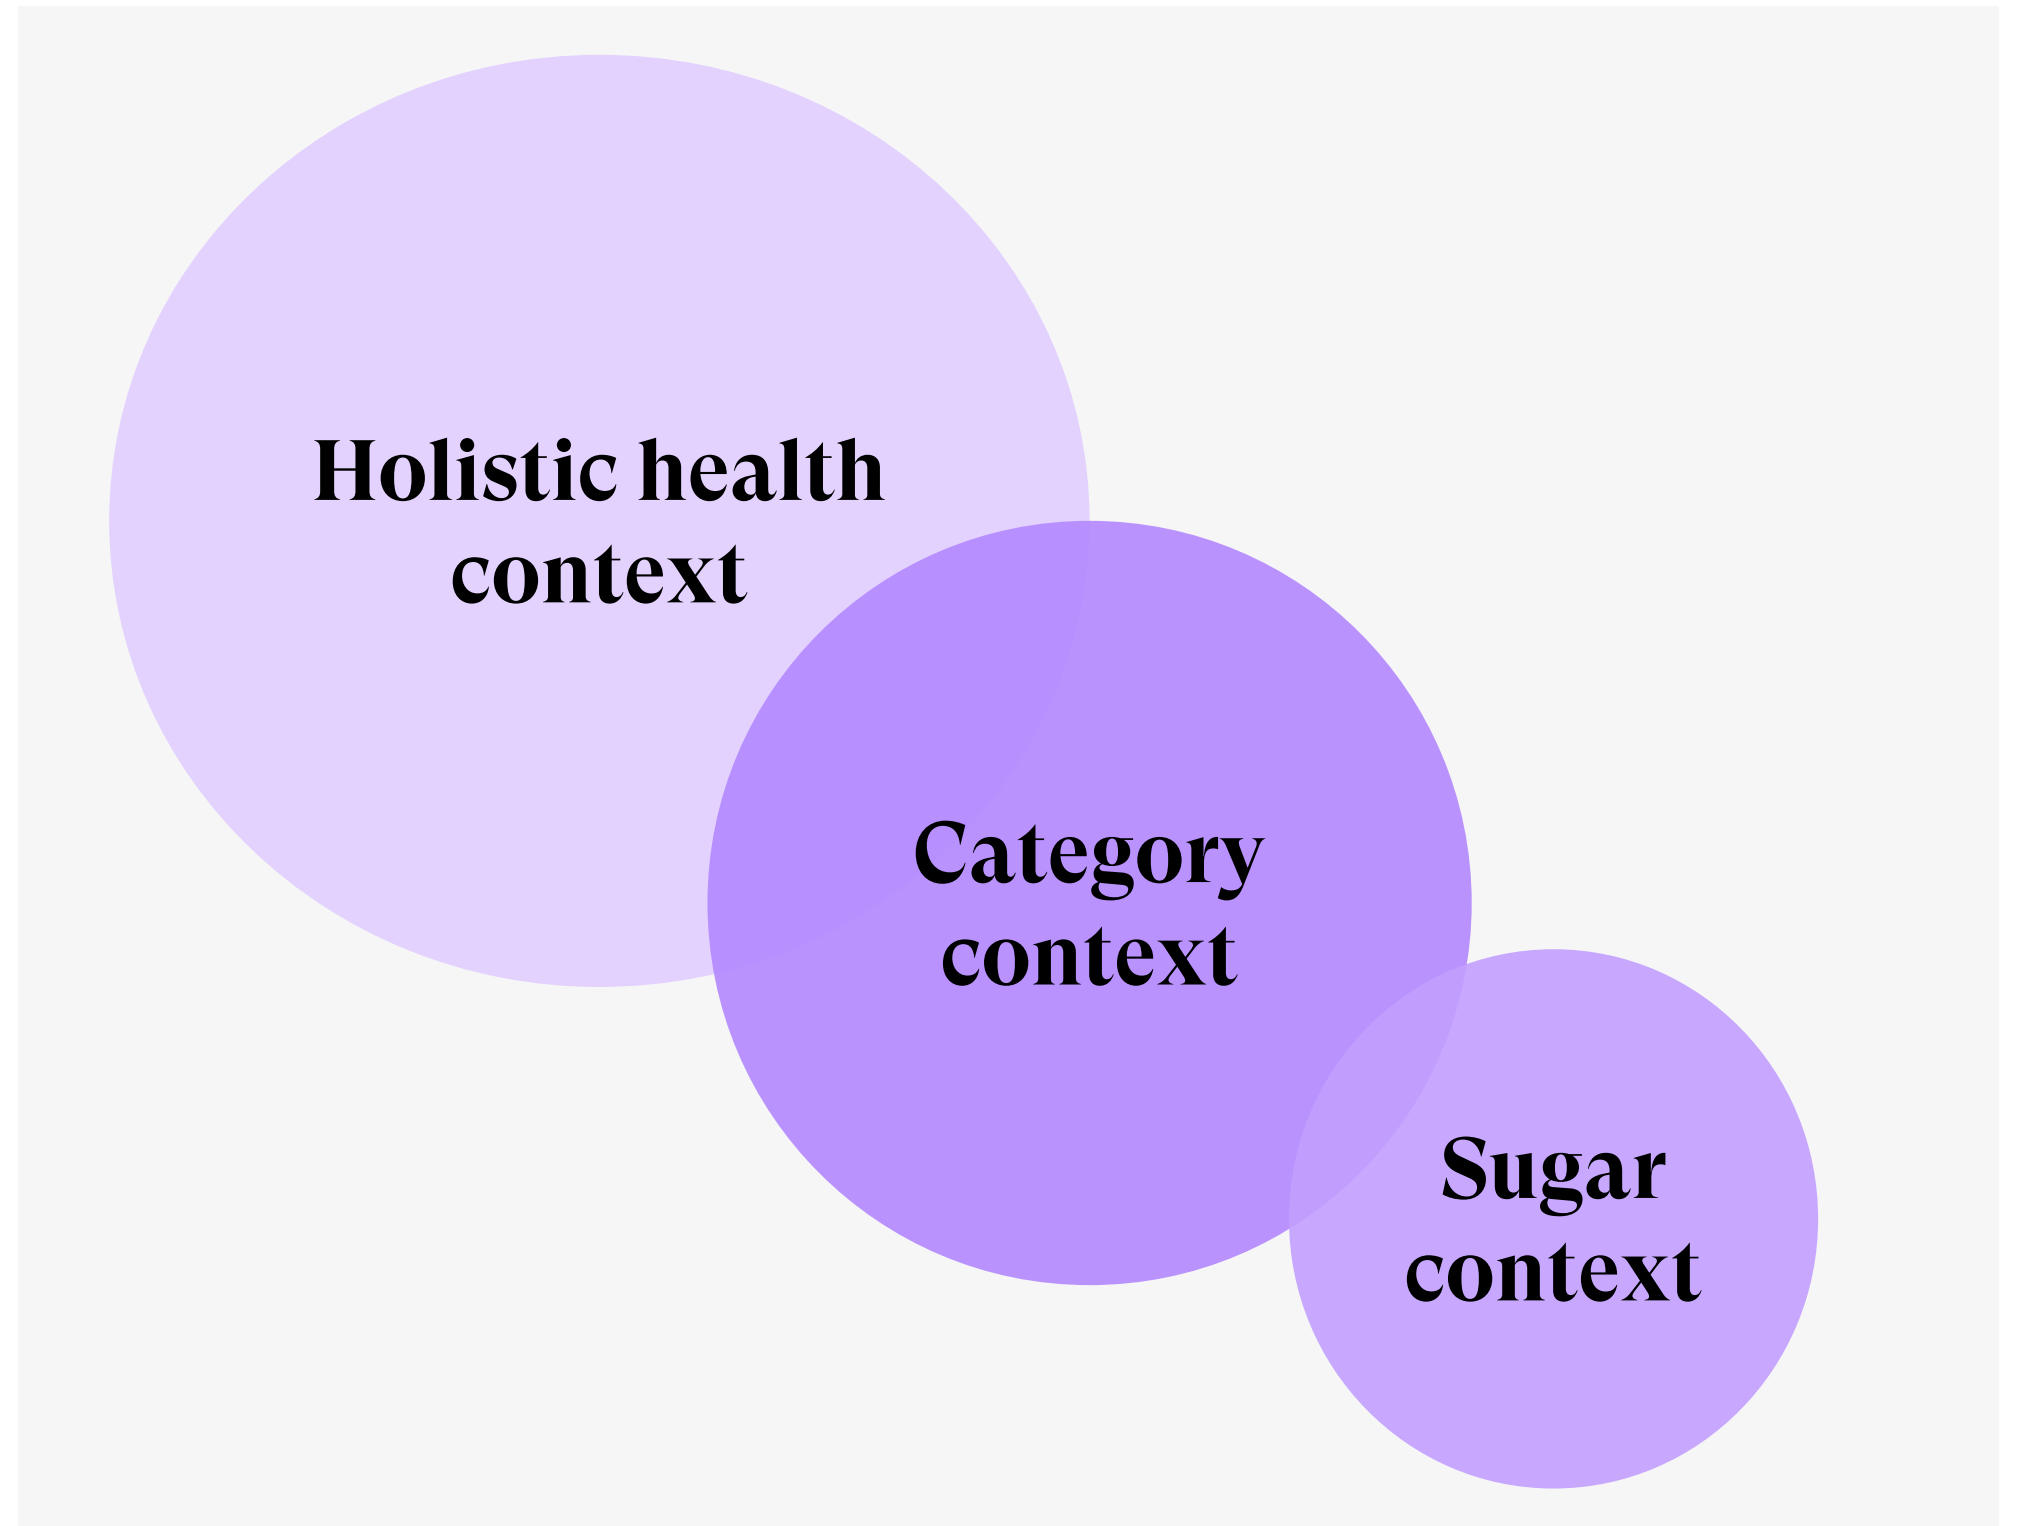 Holistic health
context
Category
context
Sugar
context